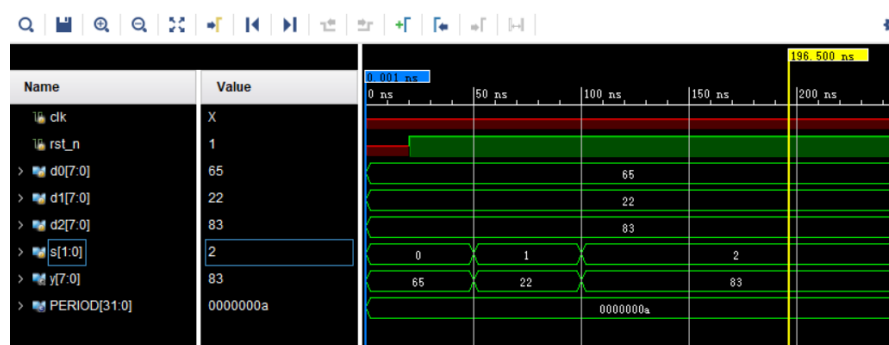 196.500 ns
Name Value 0.001 ns
0 ns 50 ns 100 ns 150 ns 200 ns
clk X
rst_n 1
d0[7:0] 65 65
d1[7:0] 22 22
d2[7:0] 83 83
s[1:0] 2 0 1 2
y[7:0] 83 65 22 83
PERIOD[31:0] 0000000a 0000000a